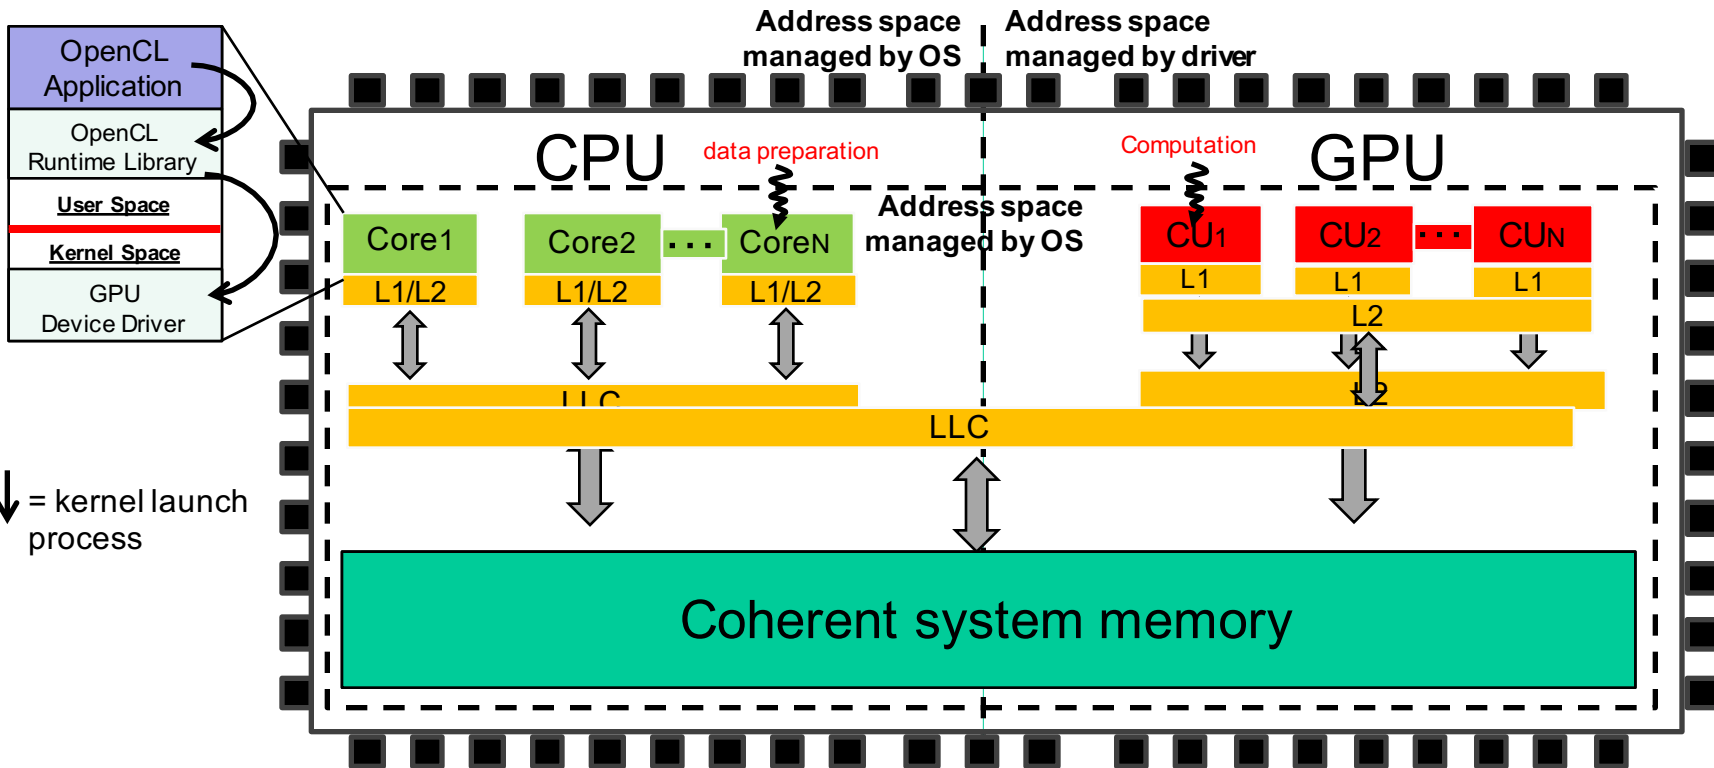 Address space
managed by OS
Address space
managed by driver
OpenCL
Application
OpenCL
Runtime Library
User Space
Kernel Space
GPU
Device Driver
= kernel launch
process
CPU
data preparation
Computation
GPU
Address space
managed by OS
Core1
Core2
...
CoreN
CU1
CU2
...
CUN
L1/L2
L1/L2
L1/L2
L1
L1
L1
L2
LLC
L2
LLC
Coherent system memory